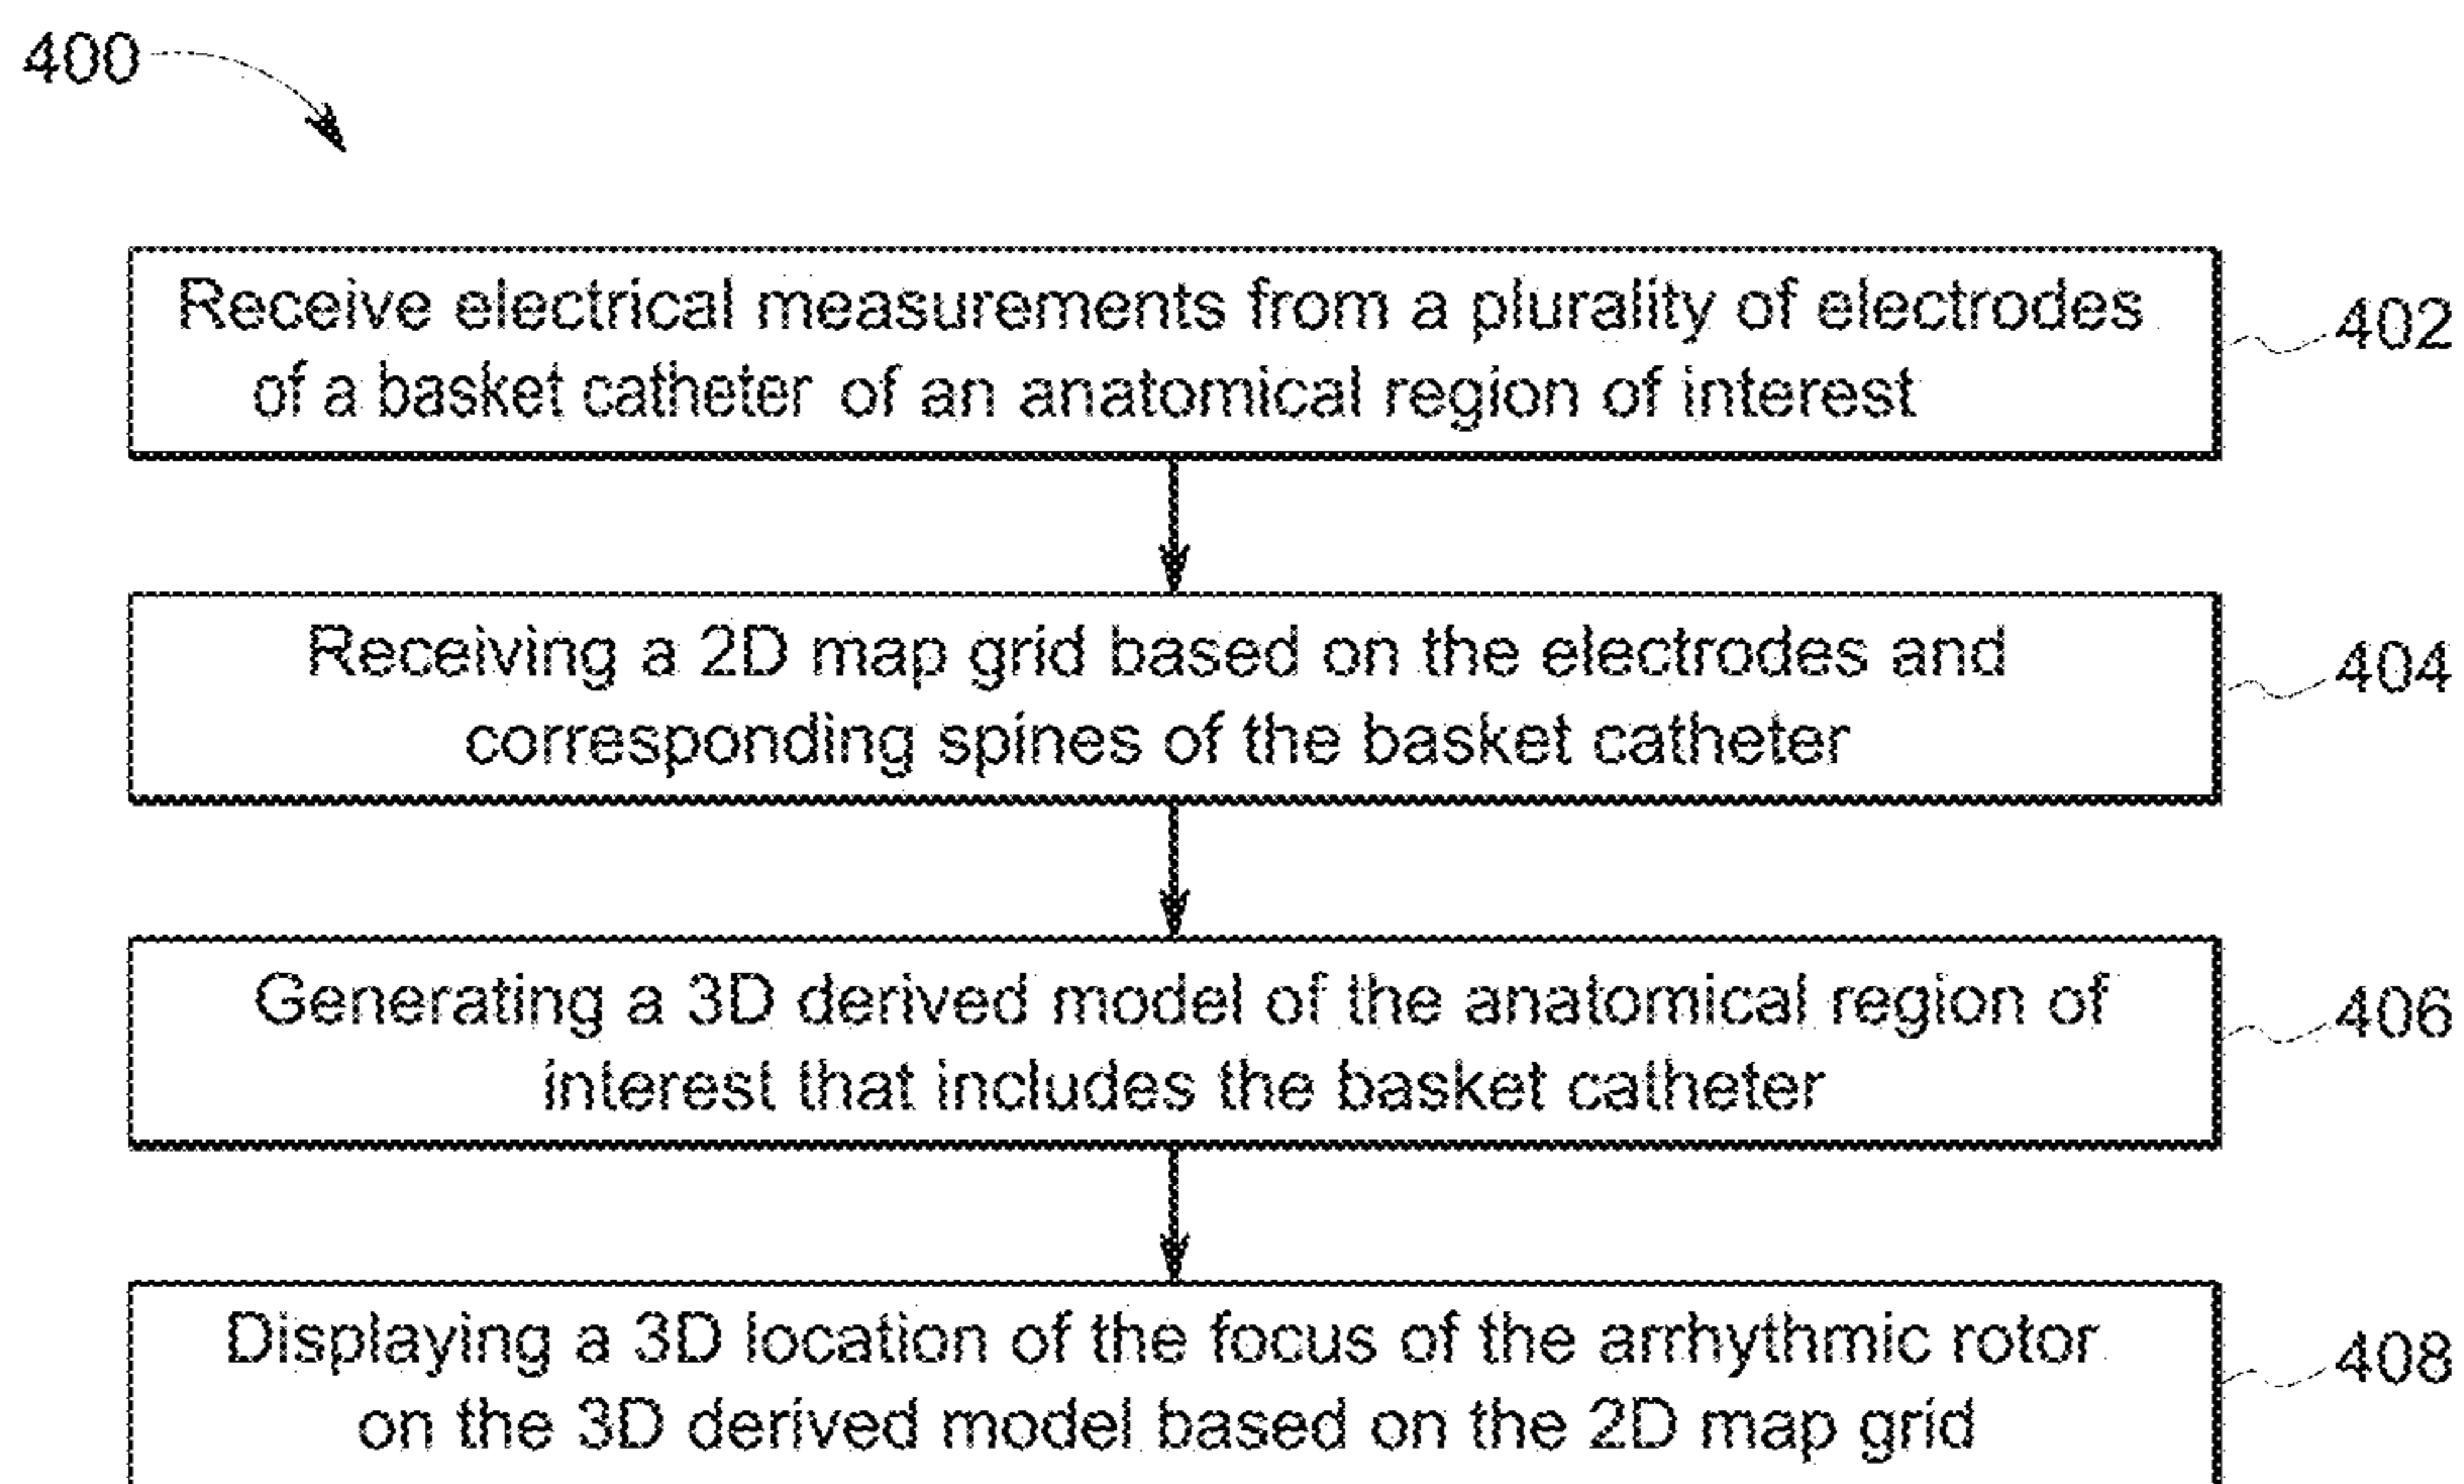 400
Receive electrical measurements from a plurality of electrodes
of a basket catheter of an anatomical region of interest
402
Receiving a 2D map grid based on the electrodes and
corresponding spines of the basket catheter
404
Generating a 3D derived model of the anatomical region of
interest that includes the basket catheter
406
Displaying a 3D location of the focus of the arrhythmic rotor
on the 3D derived model based on the 2D map grid
408